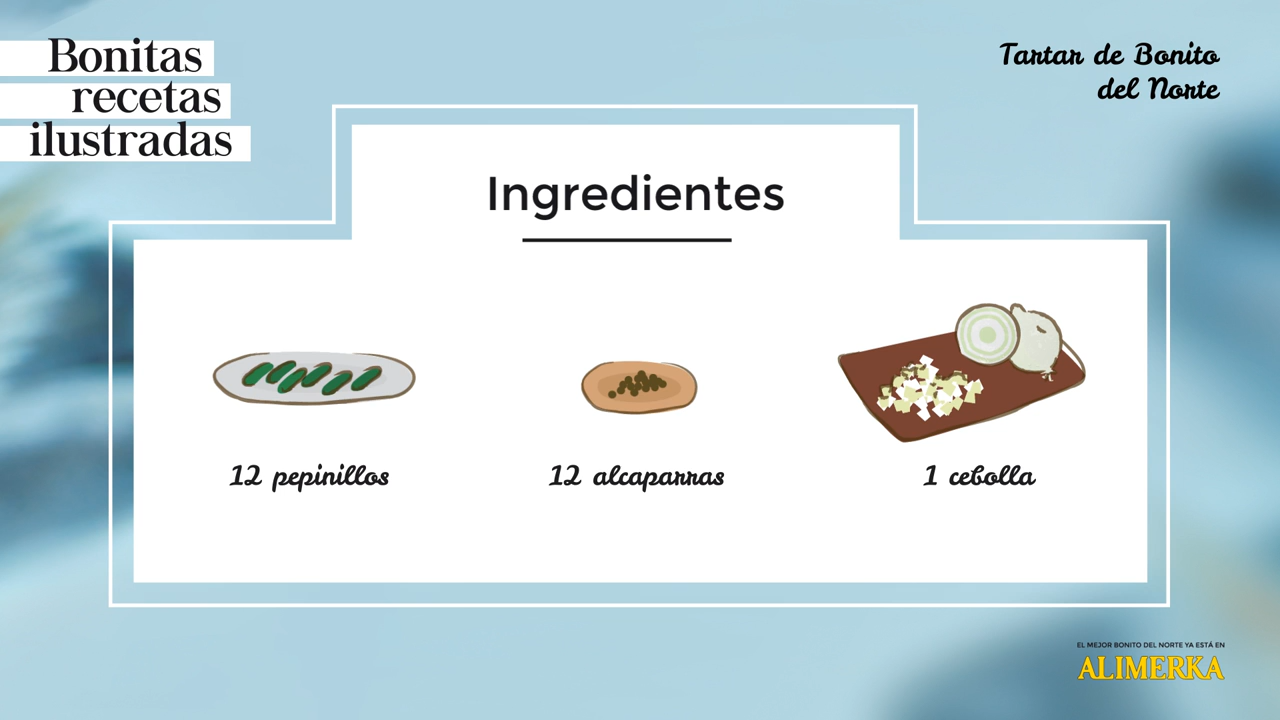 Bonitas
recetas
ilustradas
Tartar de Bonito
del Norte
Ingredientes
12 pepinillos
12 alcaparras
1 cebolla
EL MEJOR BONITO DEL NORTE YA ESTÁ EN
ALIMERKA